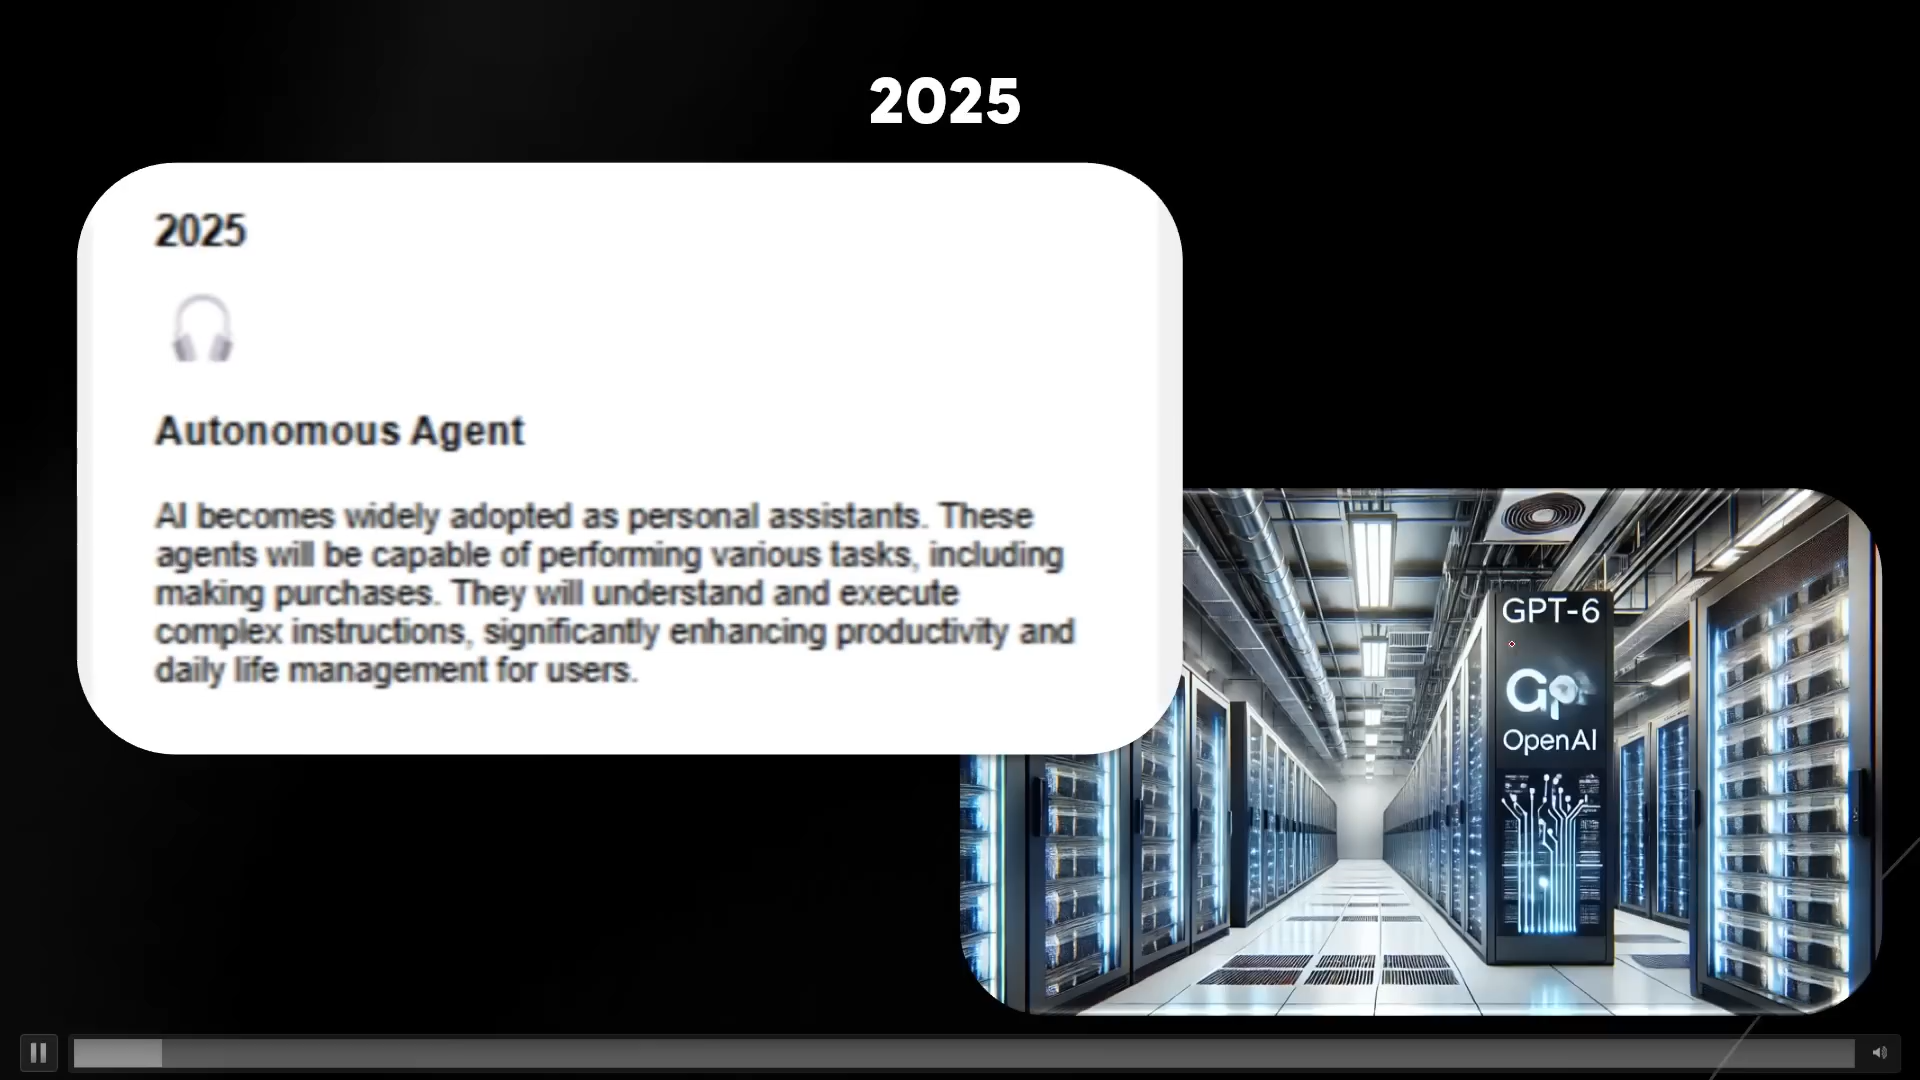 2025
2025
Autonomous Agent
AI becomes widely adopted as personal assistants. These
agents will be capable of performing various tasks, including
making purchases. They will understand and execute
complex instructions, significantly enhancing productivity and
daily life management for users.
GPT-6
OpenAI